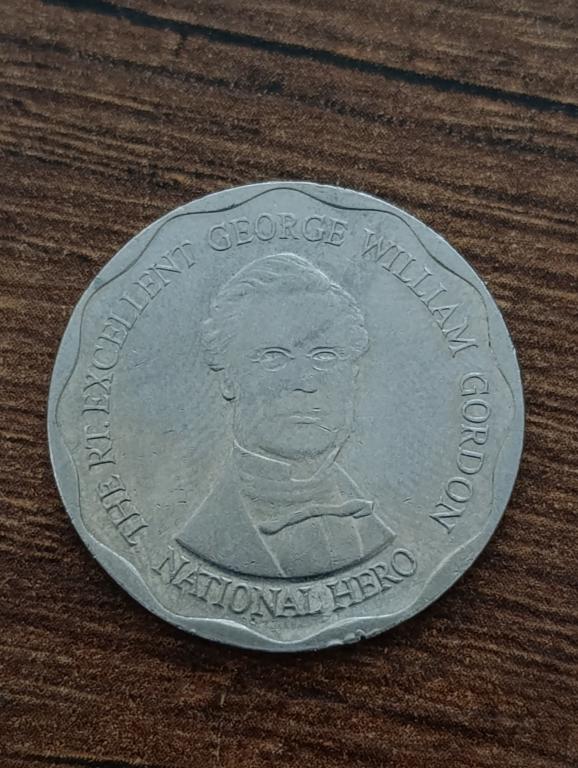 THE RT. EXCELLENT GEORGE WILLIAM GORDON
NATIONAL HERO